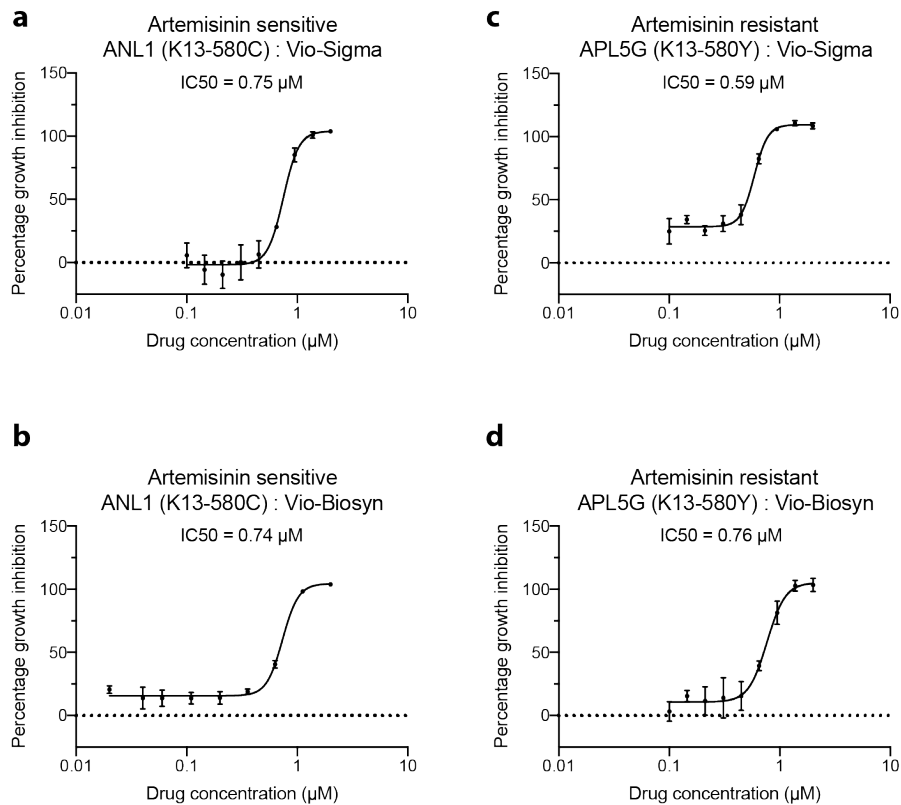 a
Artemisinin sensitive
ANL1 (K13-580C) : Vio-Sigma
IC50 = 0.75 µM
Percentage growth inhibition
150
100
50
0
0.01
0.1
1
10
Drug concentration (µM)
c
Artemisinin resistant
APL5G (K13-580Y) : Vio-Sigma
IC50 = 0.59 µM
Percentage growth inhibition
150
100
50
0
0.01
0.1
1
10
Drug concentration (µM)
b
Artemisinin sensitive
ANL1 (K13-580C) : Vio-Biosyn
IC50 = 0.74 µM
Percentage growth inhibition
150
100
50
0
0.01
0.1
1
10
Drug concentration (µM)
d
Artemisinin resistant
APL5G (K13-580Y) : Vio-Biosyn
IC50 = 0.76 µM
Percentage growth inhibition
150
100
50
0
0.01
0.1
1
10
Drug concentration (µM)